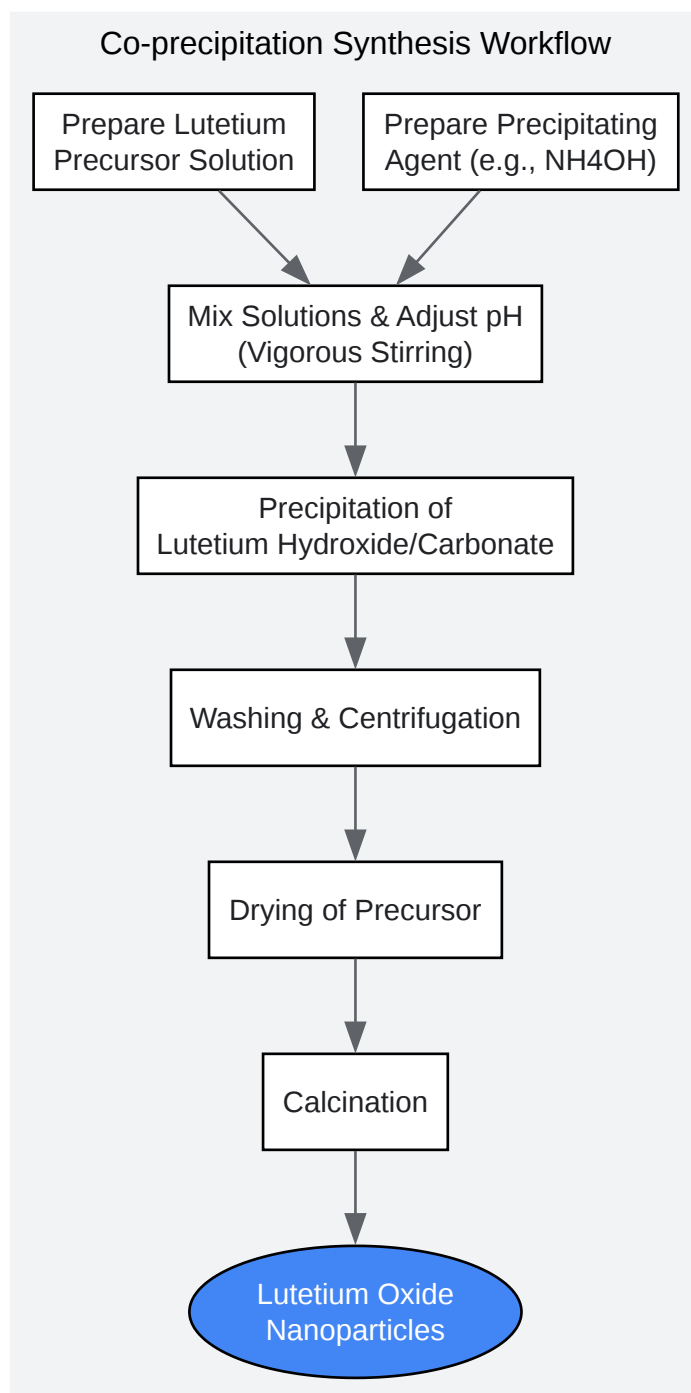 Co-precipitation Synthesis Workflow
Prepare Lutetium
Precursor Solution
Prepare Precipitating
Agent (e.g., NH4OH)
Mix Solutions & Adjust pH
(Vigorous Stirring)
Precipitation of
Lutetium Hydroxide/Carbonate
Washing & Centrifugation
Drying of Precursor
Calcination
Lutetium Oxide
Nanoparticles